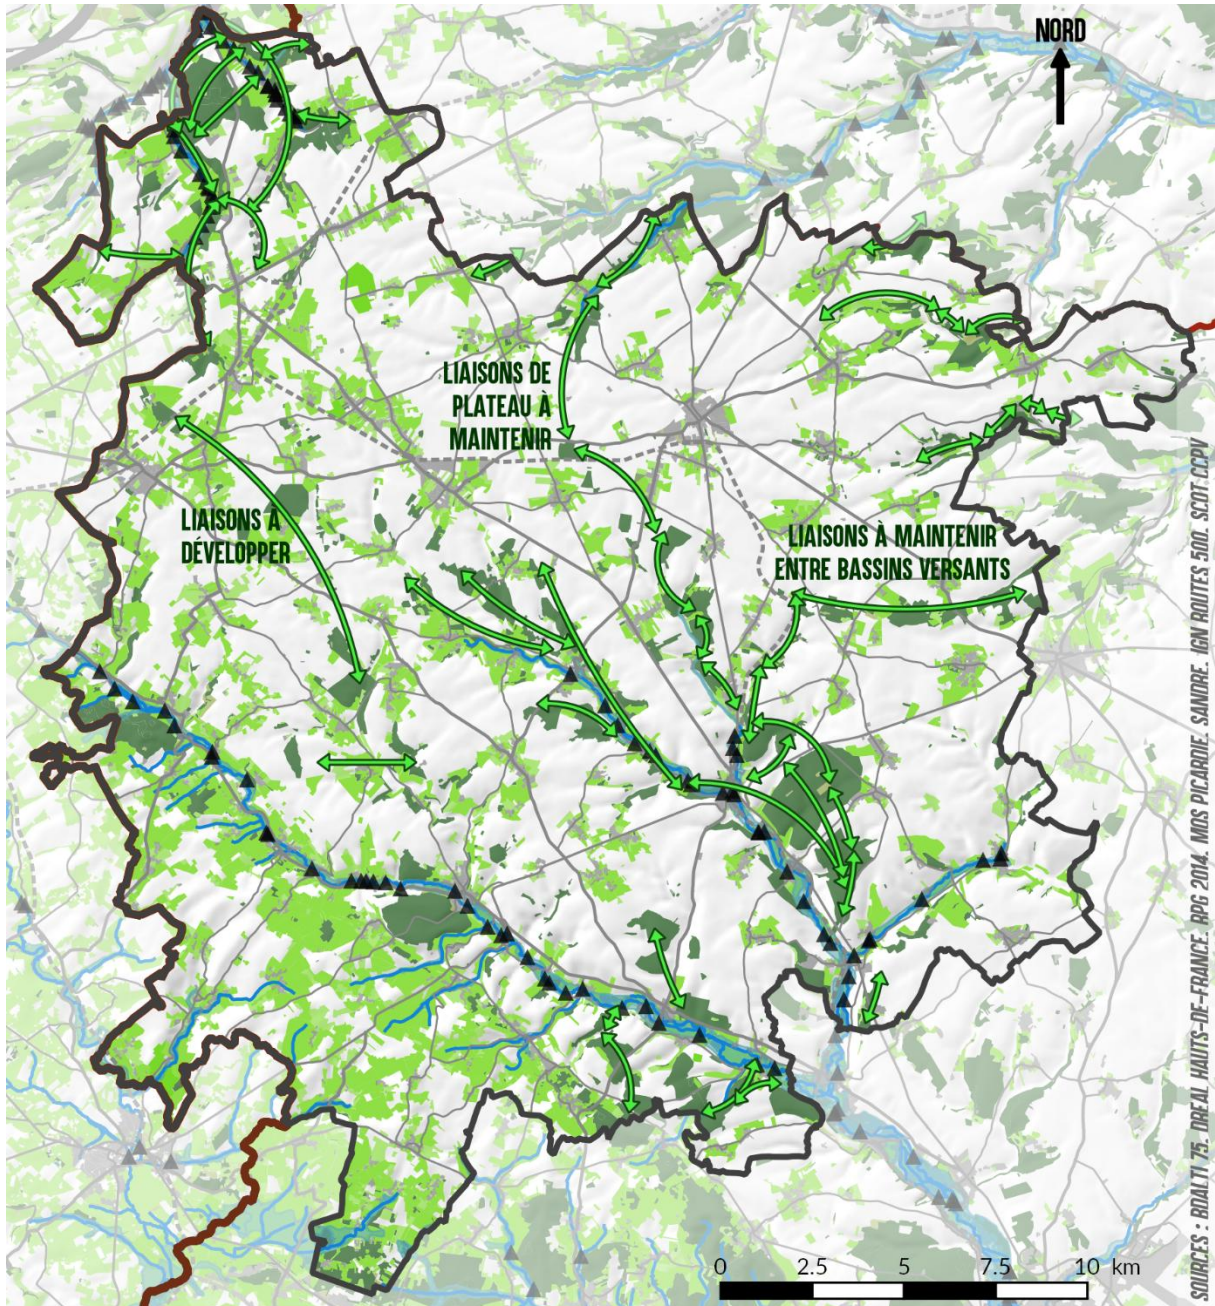 NORD
LIAISONS DE
PLATEAU À
MAINTENIR
LIAISONS À
DÉVELOPPER
LIAISONS À MAINTENIR
ENTRE BASSINS VERSANTS
0 2.5 5 7.5 10 km
SOURCES : BDALTI 75. DREAL HAUTS-DE-FRANCE. RPG 2014. MOS PICARDIE. SANDRE. IGN ROUTES 500. SCOT CCPV